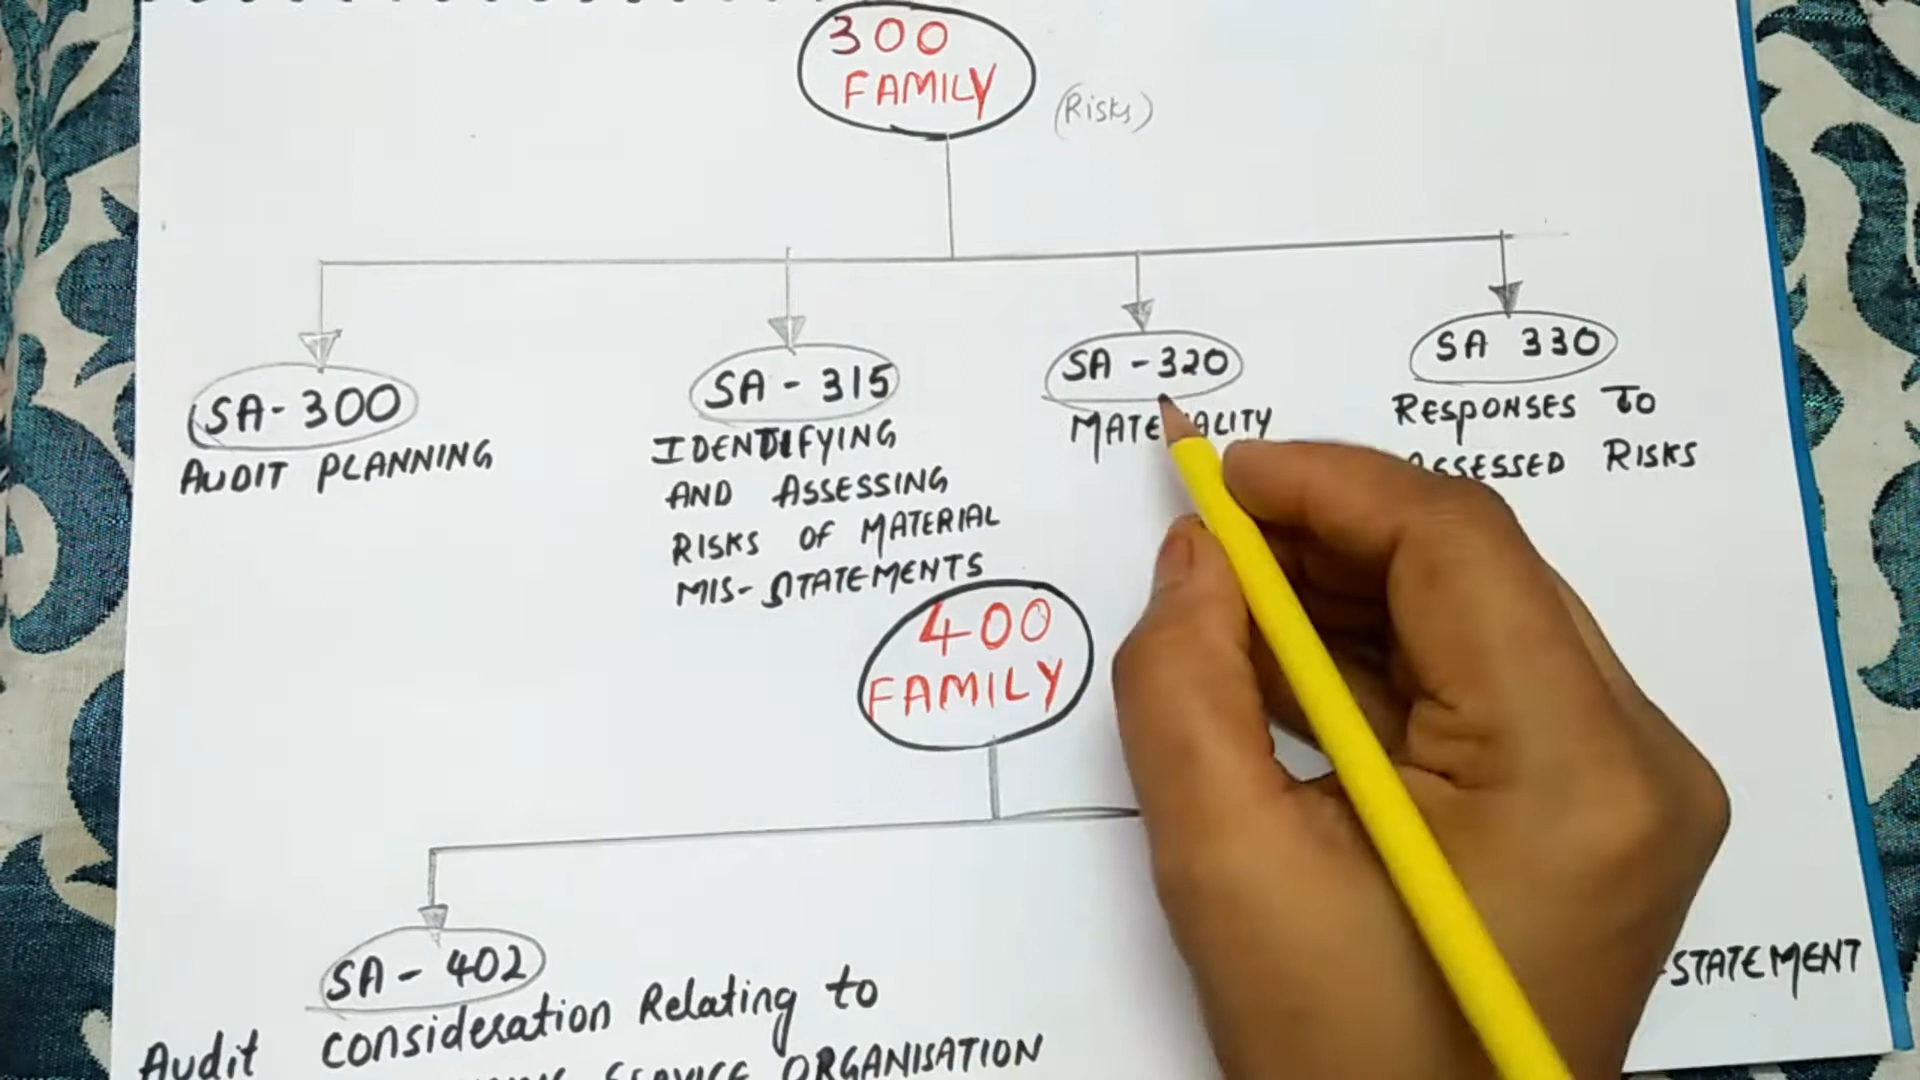 300
FAMILY
(Risks)
SA-300
AUDIT PLANNING
SA - 315
IDENTIFYING
AND ASSESSING
RISKS OF MATERIAL
MIS-STATEMENTS
SA -320
SA 330
RESPONSES TO
RISKS
400
FAMILY
SA - 402
Audit consideration Relating to
SERVICE ORGANISATION
-STATEMENT